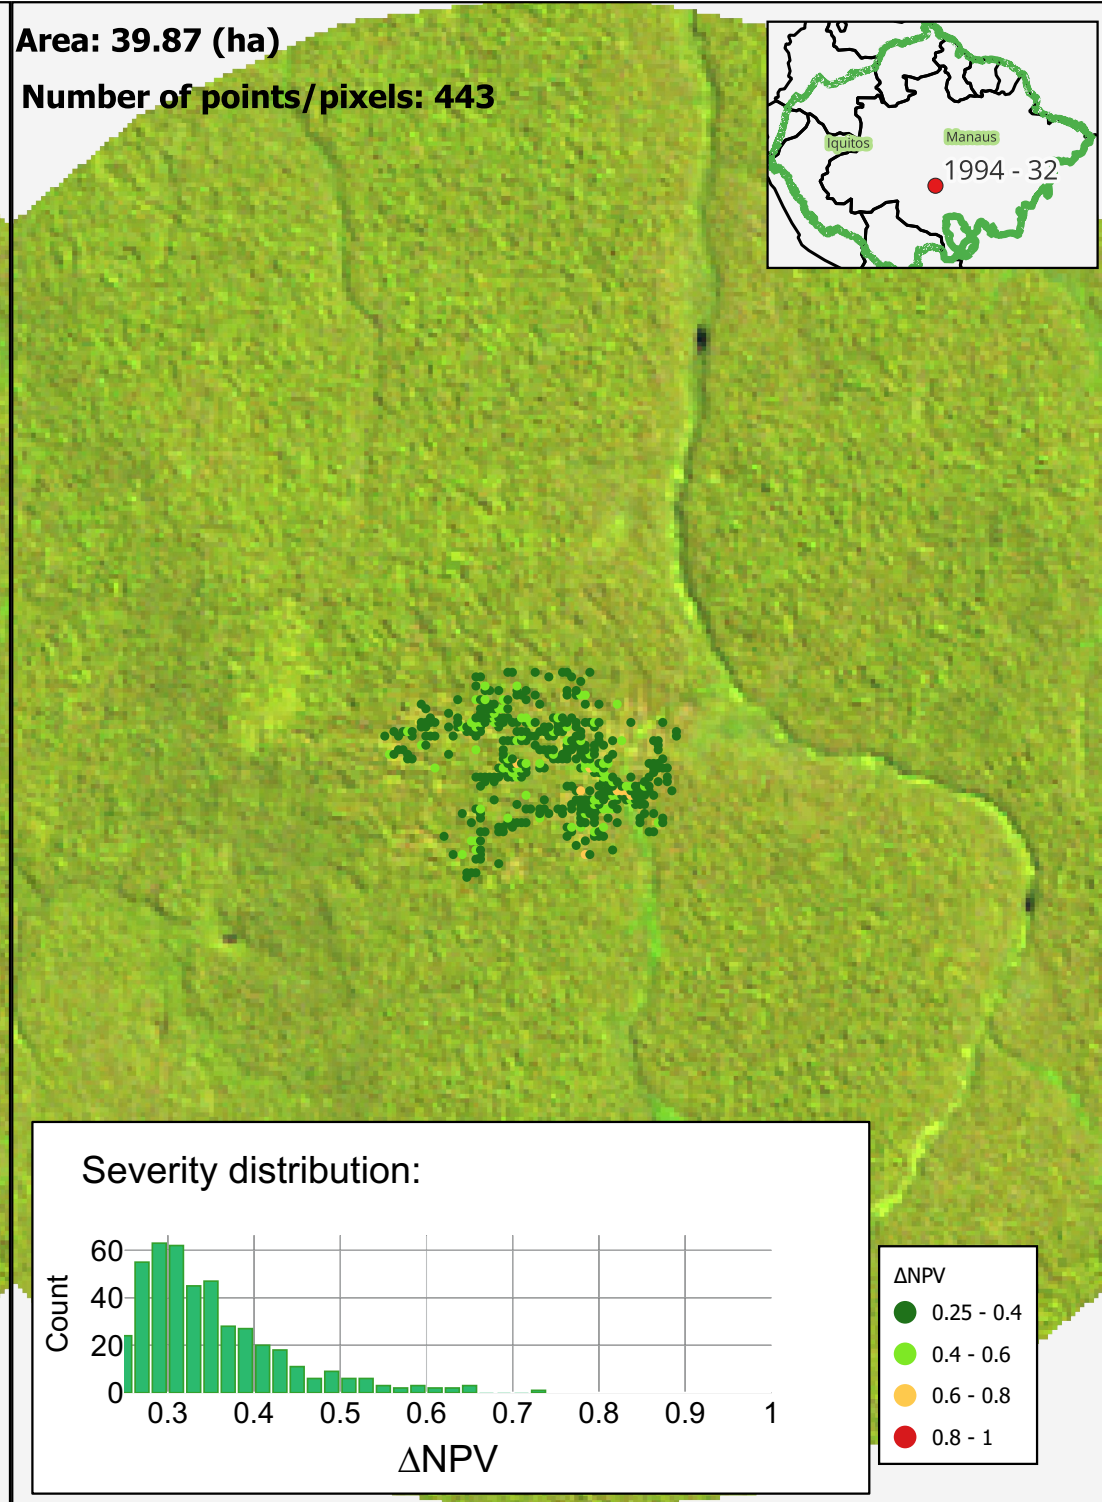 Area: 39.87 (ha)
Number of points/pixels: 443
Iquitos
Manaus
1994 - 32
Severity distribution:
Count
60
40
20
0
0.3 0.4 0.5 0.6 0.7 0.8 0.9 1
ΔNPV
ΔNPV
0.25 - 0.4
0.4 - 0.6
0.6 - 0.8
0.8 - 1